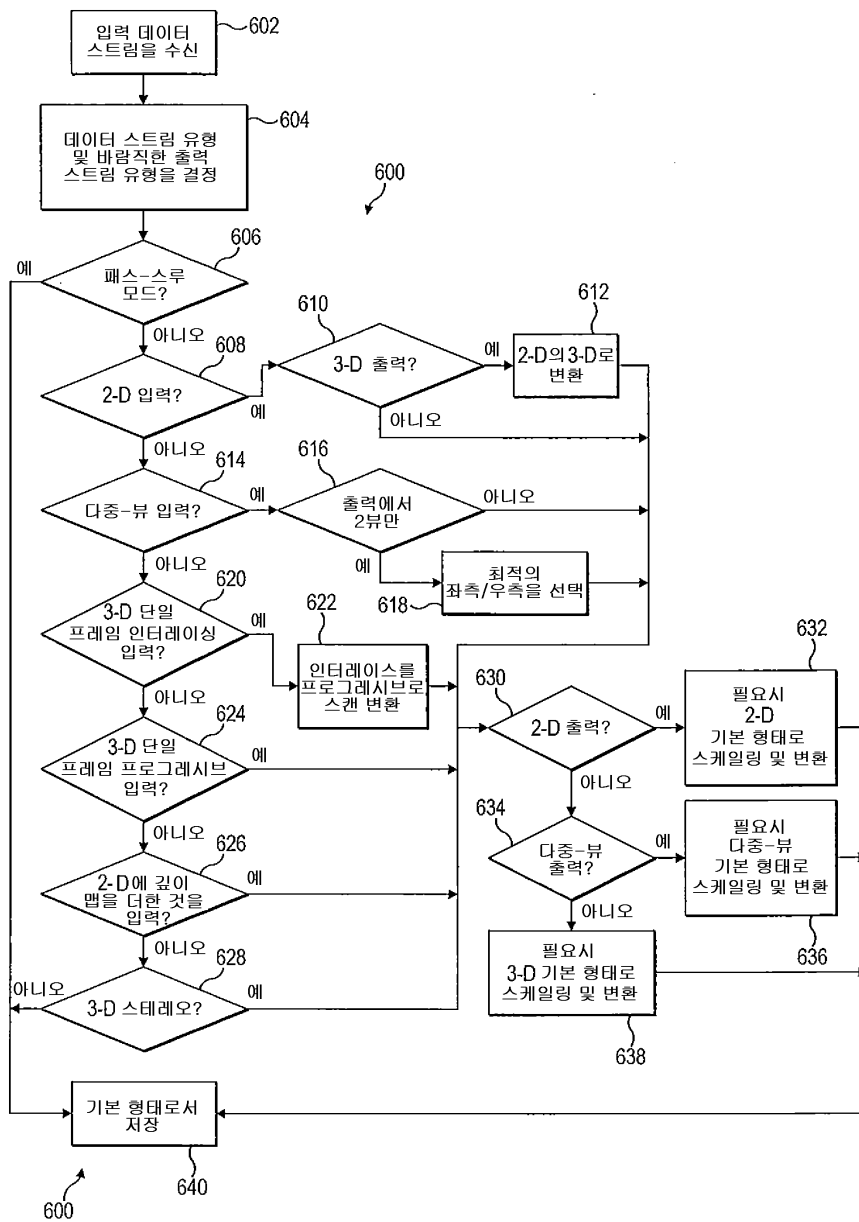 입력 데이터
스트림을 수신
602
데이터 스트림 유형
및 바람직한 출력
스트림 유형을 결정
604
600
패스-스루
모드?
606
예
아니오
2-D 입력?
608
예
아니오
3-D 출력?
610
예
아니오
2-D의 3-D로
변환
612
다중-뷰 입력?
614
예
아니오
출력에서
2뷰만
616
아니오
예
최적의
좌측/우측을 선택
618
3-D 단일
프레임 인터레이싱
입력?
620
예
아니오
인터레이스를
프로그레시브로
스캔 변환
622
3-D 단일
프레임 프로그레시브
입력?
624
예
아니오
2-D에 깊이
맵을 더한 것을
입력?
626
예
아니오
3-D 스테레오?
628
예
아니오
2-D 출력?
630
예
아니오
필요시
2-D
기본 형태로
스케일링 및 변환
632
다중-뷰
출력?
634
예
아니오
필요시
다중-뷰
기본 형태로
스케일링 및 변환
636
필요시
3-D 기본 형태로
스케일링 및 변환
638
기본 형태로서
저장
640
600